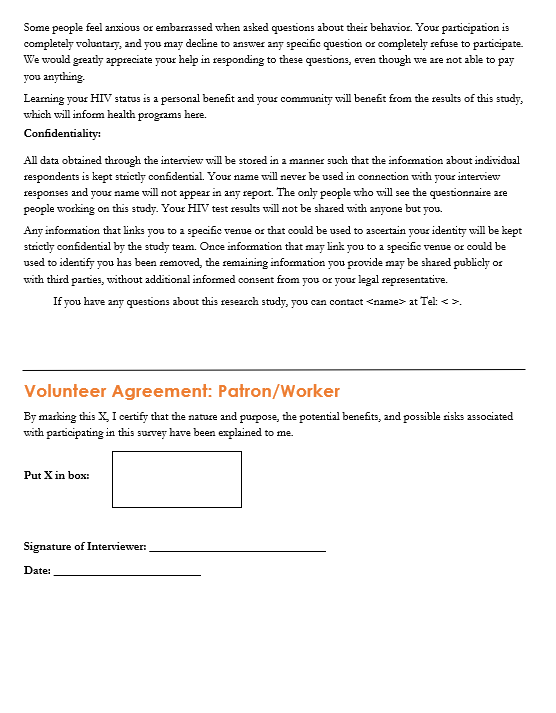 Some people feel anxious or embarrassed when asked questions about their behavior. Your participation is
completely voluntary, and you may decline to answer any specific question or completely refuse to participate.
We would greatly appreciate your help in responding to these questions, even though we are not able to pay
you anything.
Learning your HIV status is a personal benefit and your community will benefit from the results of this study,
which will inform health programs here.
Confidentiality:
All data obtained through the interview will be stored in a manner such that the information about individual
respondents is kept strictly confidential. Your name will never be used in connection with your interview
responses and your name will not appear in any report. The only people who will see the questionnaire are
people working on this study. Your HIV test results will not be shared with anyone but you.
Any information that links you to a specific venue or that could be used to ascertain your identity will be kept
strictly confidential by the study team. Once information that may link you to a specific venue or could be
used to identify you has been removed, the remaining information you provide may be shared publicly or
with third parties, without additional informed consent from you or your legal representative.
If you have any questions about this research study, you can contact <name> at Tel: < >.
Volunteer Agreement: Patron/Worker
By marking this X, I certify that the nature and purpose, the potential benefits, and possible risks associated
with participating in this survey have been explained to me.
Put X in box:
Signature of Interviewer: ____________________________
Date: _______________________